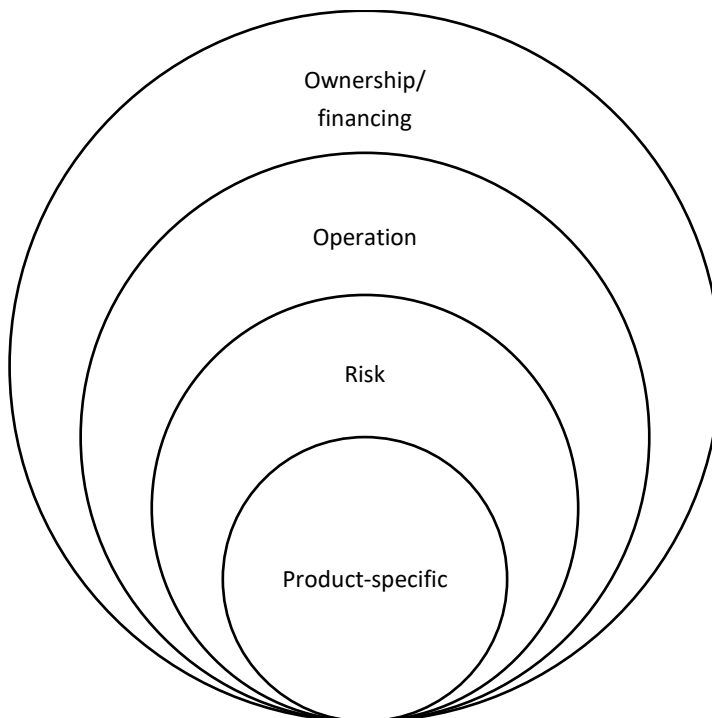 Ownership/
financing
Operation
Risk
Product-specific